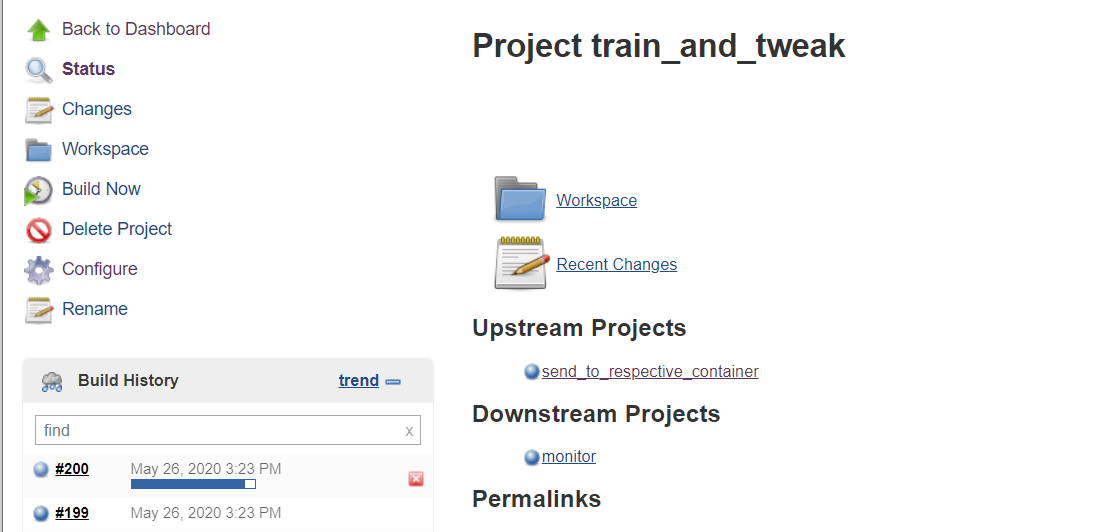 Back to Dashboard
Status
Changes
Workspace
Build Now
Delete Project
Configure
Rename
Build History
trend
find
x
#200
May 26, 2020 3:23 PM
#199
May 26, 2020 3:23 PM
Project train_and_tweak
Workspace
Recent Changes
Upstream Projects
send_to_respective_container
Downstream Projects
monitor
Permalinks